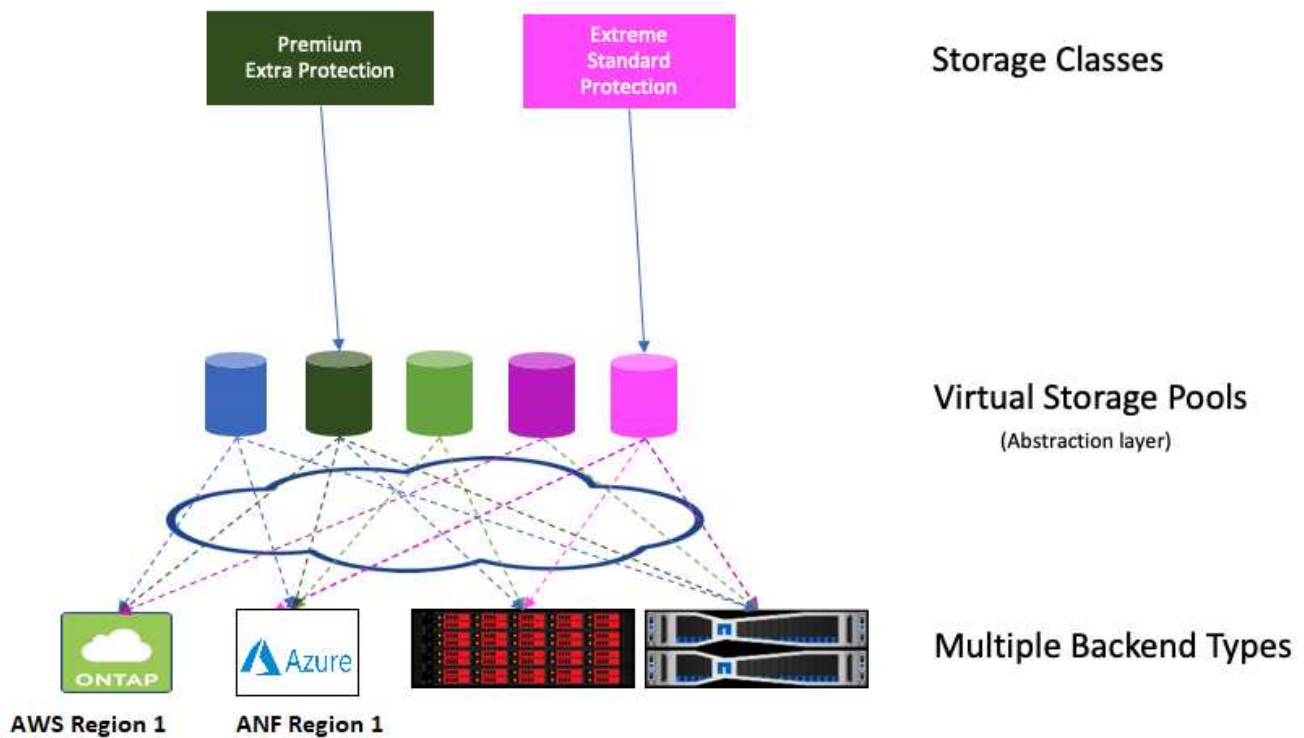 Premium
Extra Protection
Extreme
Standard
Protection
Storage Classes
Virtual Storage Pools
(Abstraction layer)
ONTAP
Azure
Multiple Backend Types
AWS Region 1
ANF Region 1